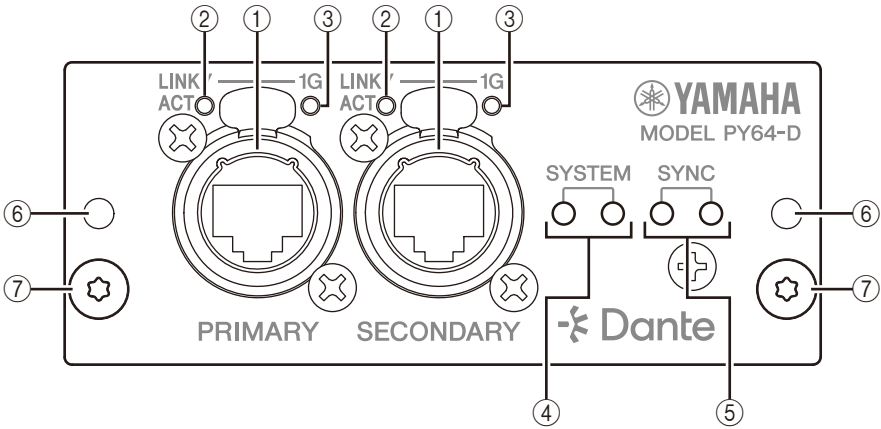 ② ① ③ ② ① ③
LINK/ 1G LINK/ 1G
ACT ACT
YAMAHA
MODEL PY64-D
SYSTEM SYNC
⑥ ⑥
⑦ ⑦
PRIMARY SECONDARY Dante
④ ⑤